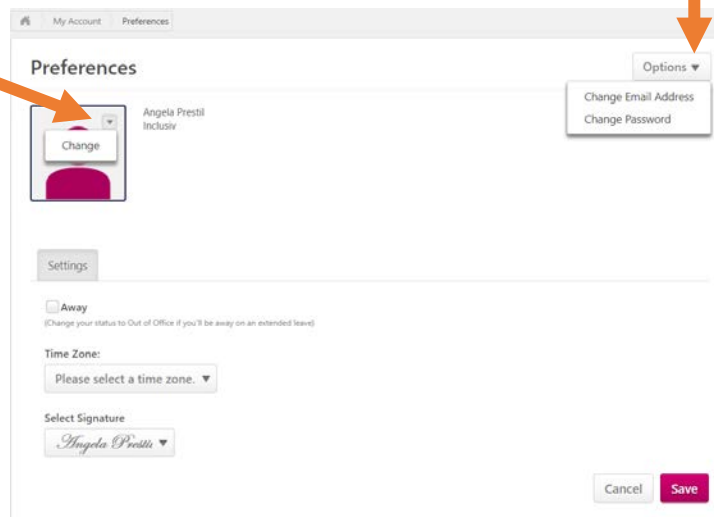 My Account Preferences
Preferences
Options
Change Email Address
Change Password
Angela Prestil
Inclusiv
Change
Settings
Away
(Change your status to Out of Office if you'll be away on an extended leave)
Time Zone:
Please select a time zone.
Select Signature
Angela Prestil
Cancel Save